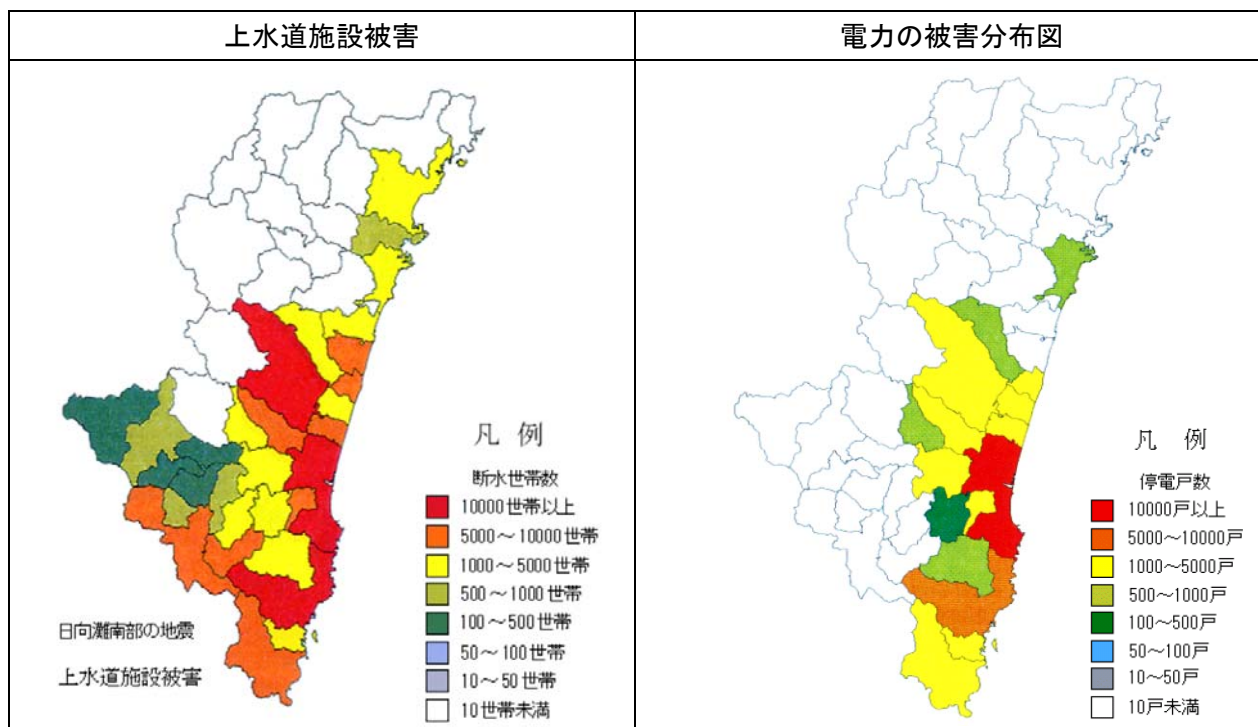 上水道施設被害
電力の被害分布図
凡 例
断水世帯数
10000世帯以上
5000～10000世帯
1000～5000世帯
500～1000世帯
100～500世帯
50～100世帯
10～50世帯
10世帯未満
日向灘南部の地震
上水道施設被害
凡 例
停電戸数
10000戸以上
5000～10000戸
1000～5000戸
500～1000戸
100～500戸
50～100戸
10～50戸
10戸未満